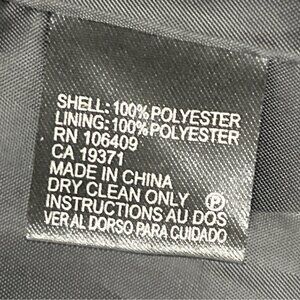 SHELL: 100% POLYESTER
LINING: 100% POLYESTER
RN 106409
CA 19371
MADE IN CHINA
DRY CLEAN ONLY Ⓟ
INSTRUCTIONS AU DOS
VER AL DORSO PARA CUIDADO